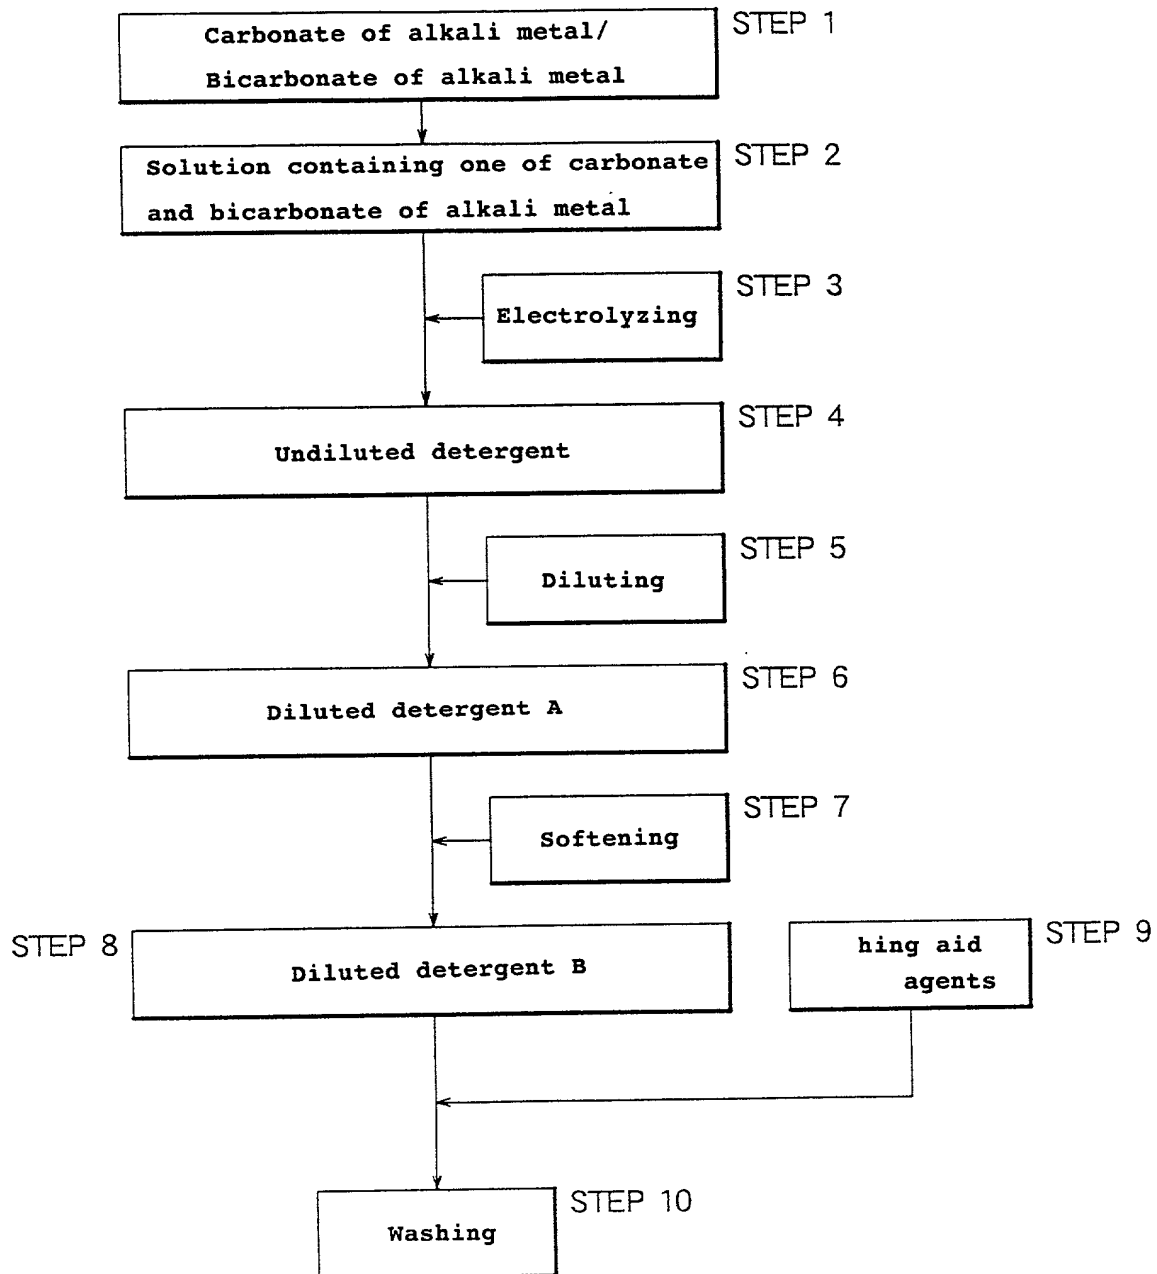 Carbonate of alkali metal/
Bicarbonate of alkali metal
STEP 1
Solution containing one of carbonate
and bicarbonate of alkali metal
STEP 2
Electrolyzing
STEP 3
Undiluted detergent
STEP 4
Diluting
STEP 5
Diluted detergent A
STEP 6
Softening
STEP 7
STEP 8
Diluted detergent B
hing aid
agents
STEP 9
Washing
STEP 10